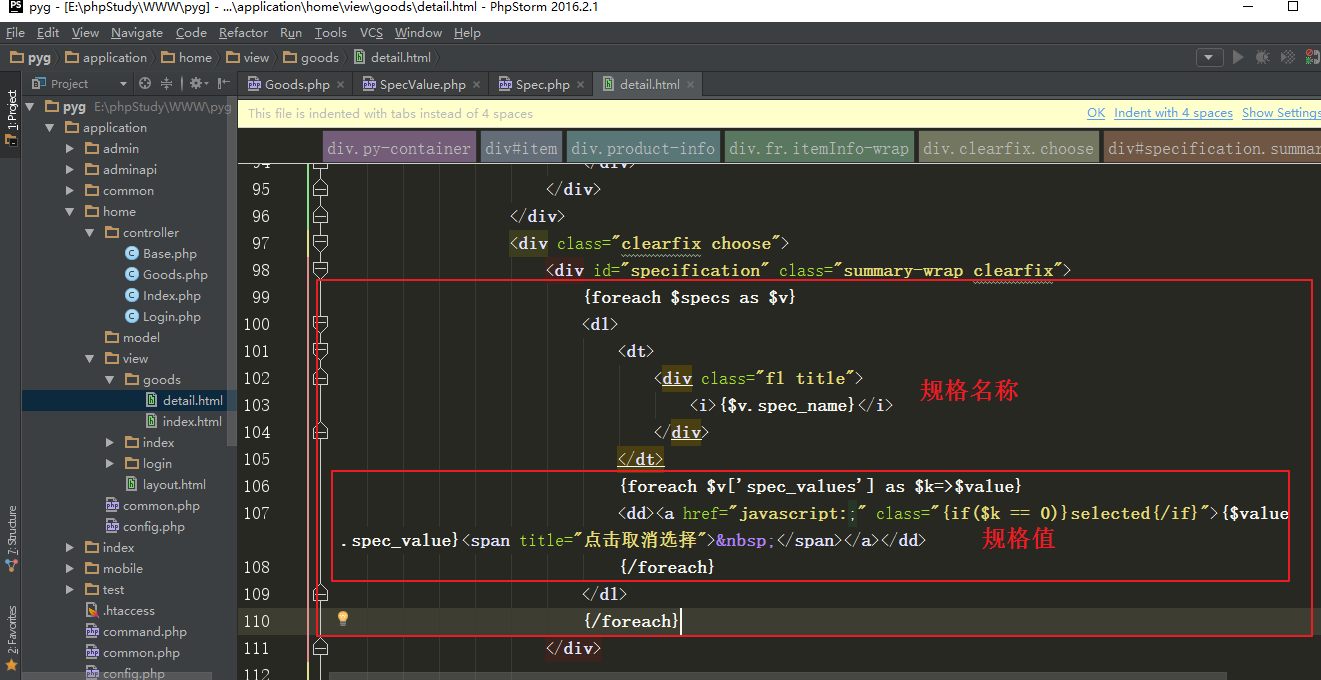 PS pyg - [E:\phpStudy\WWW\pyg] - ...\application\home\view\goods\detail.html - PhpStorm 2016.2.1
File Edit View Navigate Code Refactor Run Tools VCS Window Help
pyg application home view goods detail.html
1: Project
7: Structure
2: Favorites
Project
pyg E:\phpStudy\WWW\pyg
application
admin
adminapi
common
home
controller
Base.php
Goods.php
Index.php
Login.php
model
view
goods
detail.html
index.html
index
login
layout.html
common.php
config.php
index
mobile
test
.htaccess
command.php
common.php
config.php
Goods.php SpecValue.php Spec.php detail.html
This file is indented with tabs instead of 4 spaces OK Indent with 4 spaces Show Settings
div.py-container div#item div.product-info div.fr.itemInfo-wrap div.clearfix.choose div#specification.summar
94 </div>
95 </div>
96 </div>
97 <div class="clearfix choose">
98 <div id="specification" class="summary-wrap clearfix">
99 {foreach $specs as $v}
100 <dl>
101 <dt>
102 <div class="fl title">
规格名称
103 <i>{$v.spec_name}</i>
104 </div>
105 </dt>
106 {foreach $v['spec_values'] as $k=>$value}
107 <dd><a href="javascript:;" class="{if($k == 0)}selected{/if}">{$value
.spec_value}<span title="点击取消选择">&nbsp;</span></a></dd>
规格值
108 {/foreach}
109 </dl>
110 {/foreach}
111 </div>
112